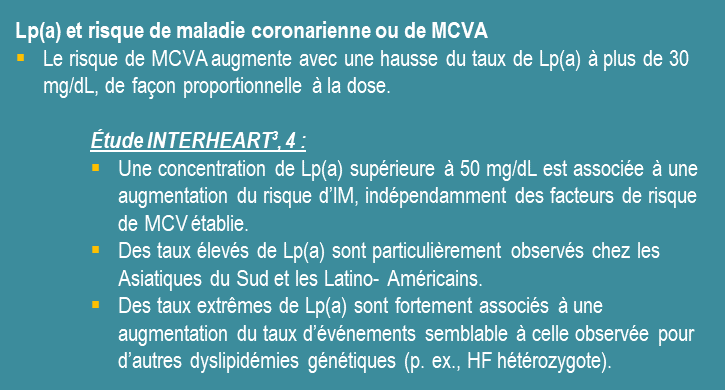 Lp(a) et risque de maladie coronarienne ou de MCVA
▪ Le risque de MCVA augmente avec une hausse du taux de Lp(a) à plus de 30
mg/dL, de façon proportionnelle à la dose.
Étude INTERHEART³, 4 :
▪ Une concentration de Lp(a) supérieure à 50 mg/dL est associée à une
augmentation du risque d’IM, indépendamment des facteurs de risque
de MCV établie.
▪ Des taux élevés de Lp(a) sont particulièrement observés chez les
Asiatiques du Sud et les Latino- Américains.
▪ Des taux extrêmes de Lp(a) sont fortement associés à une
augmentation du taux d’événements semblable à celle observée pour
d’autres dyslipidémies génétiques (p. ex., HF hétérozygote).